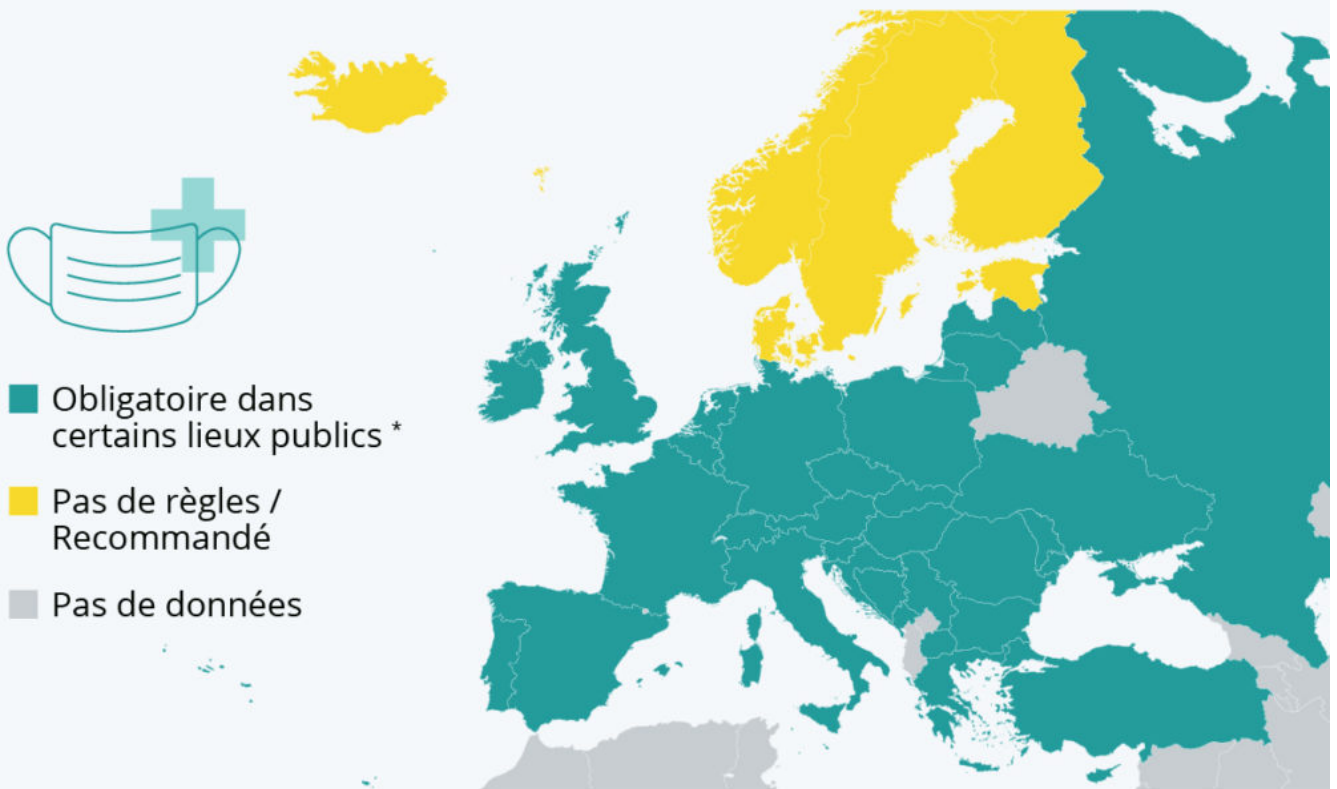 Obligatoire dans
certains lieux publics *
Pas de règles /
Recommandé
Pas de données